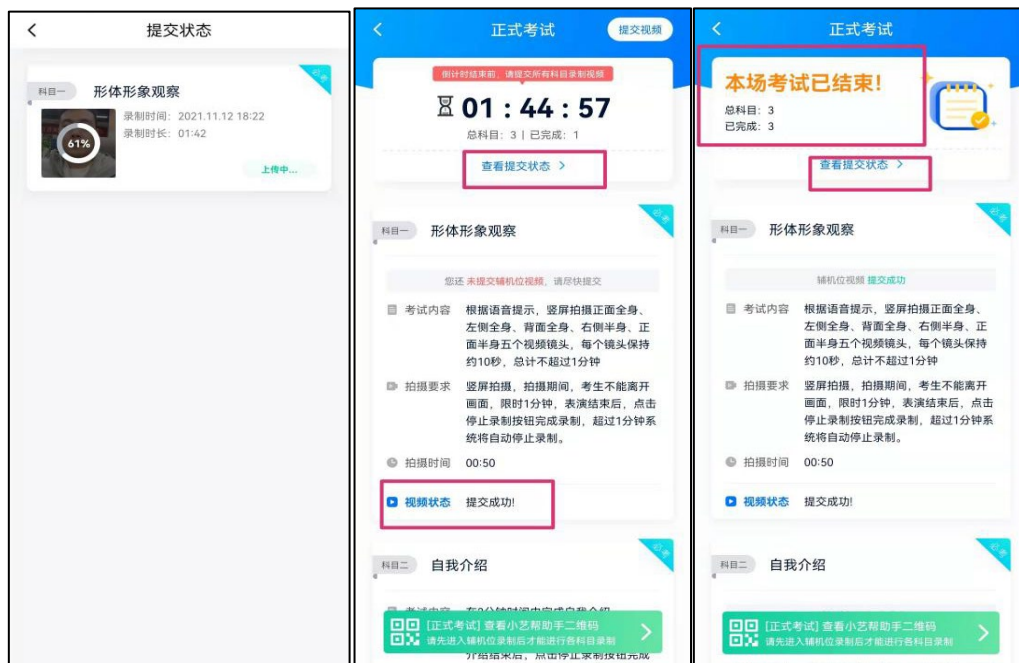 提交状态
必考
科目一
形体形象观察
录制时间：2021.11.12 18:22
录制时长：01:42
61%
上传中...
正式考试
提交视频
倒计时结束前，请提交所有科目录制视频
01 : 44 : 57
总科目：3 | 已完成：1
查看提交状态 >
必考
科目一
形体形象观察
您还 未提交辅机位视频，请尽快提交
考试内容
根据语音提示，竖屏拍摄正面全身、
左侧全身、背面全身、右侧半身、正
面半身五个视频镜头，每个镜头保持
约10秒，总计不超过1分钟
拍摄要求
竖屏拍摄，拍摄期间，考生不能离开
画面，限时1分钟，表演结束后，点击
停止录制按钮完成录制，超过1分钟系
统将自动停止录制。
拍摄时间
00:50
视频状态
提交成功!
必考
科目二
自我介绍
[正式考试] 查看小艺帮助手二维码
请先进入辅机位录制后才能进行各科目录制
介绍结束后，点击停止录制按钮完成
正式考试
本场考试已结束!
总科目：3
已完成：3
查看提交状态 >
必考
科目一
形体形象观察
辅机位视频 提交成功
考试内容
根据语音提示，竖屏拍摄正面全身、
左侧全身、背面全身、右侧半身、正
面半身五个视频镜头，每个镜头保持
约10秒，总计不超过1分钟
拍摄要求
竖屏拍摄，拍摄期间，考生不能离开
画面，限时1分钟，表演结束后，点击
停止录制按钮完成录制，超过1分钟系
统将自动停止录制。
拍摄时间
00:50
视频状态
提交成功!
必考
科目二
自我介绍
[正式考试] 查看小艺帮助手二维码
请先进入辅机位录制后才能进行各科目录制